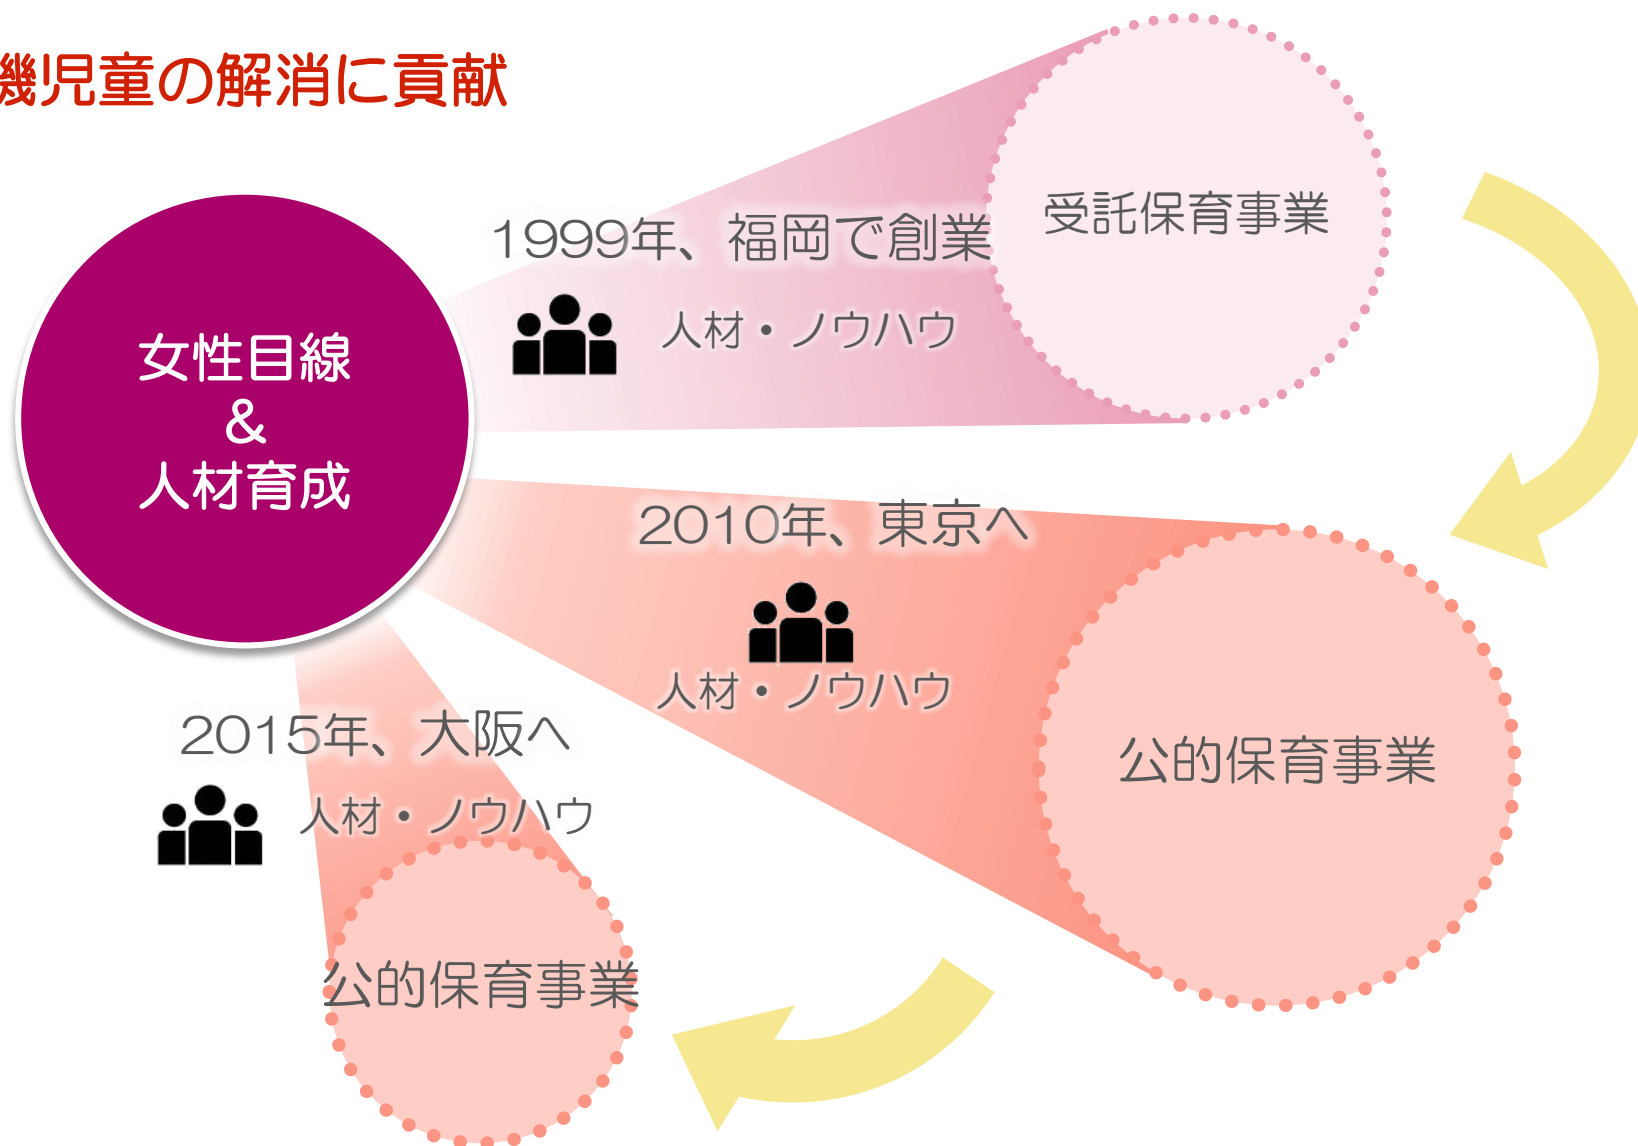 機児童の解消に貢献
女性目線
&
人材育成
1999年、福岡で創業
人材・ノウハウ
受託保育事業
2010年、東京へ
人材・ノウハウ
公的保育事業
2015年、大阪へ
人材・ノウハウ
公的保育事業